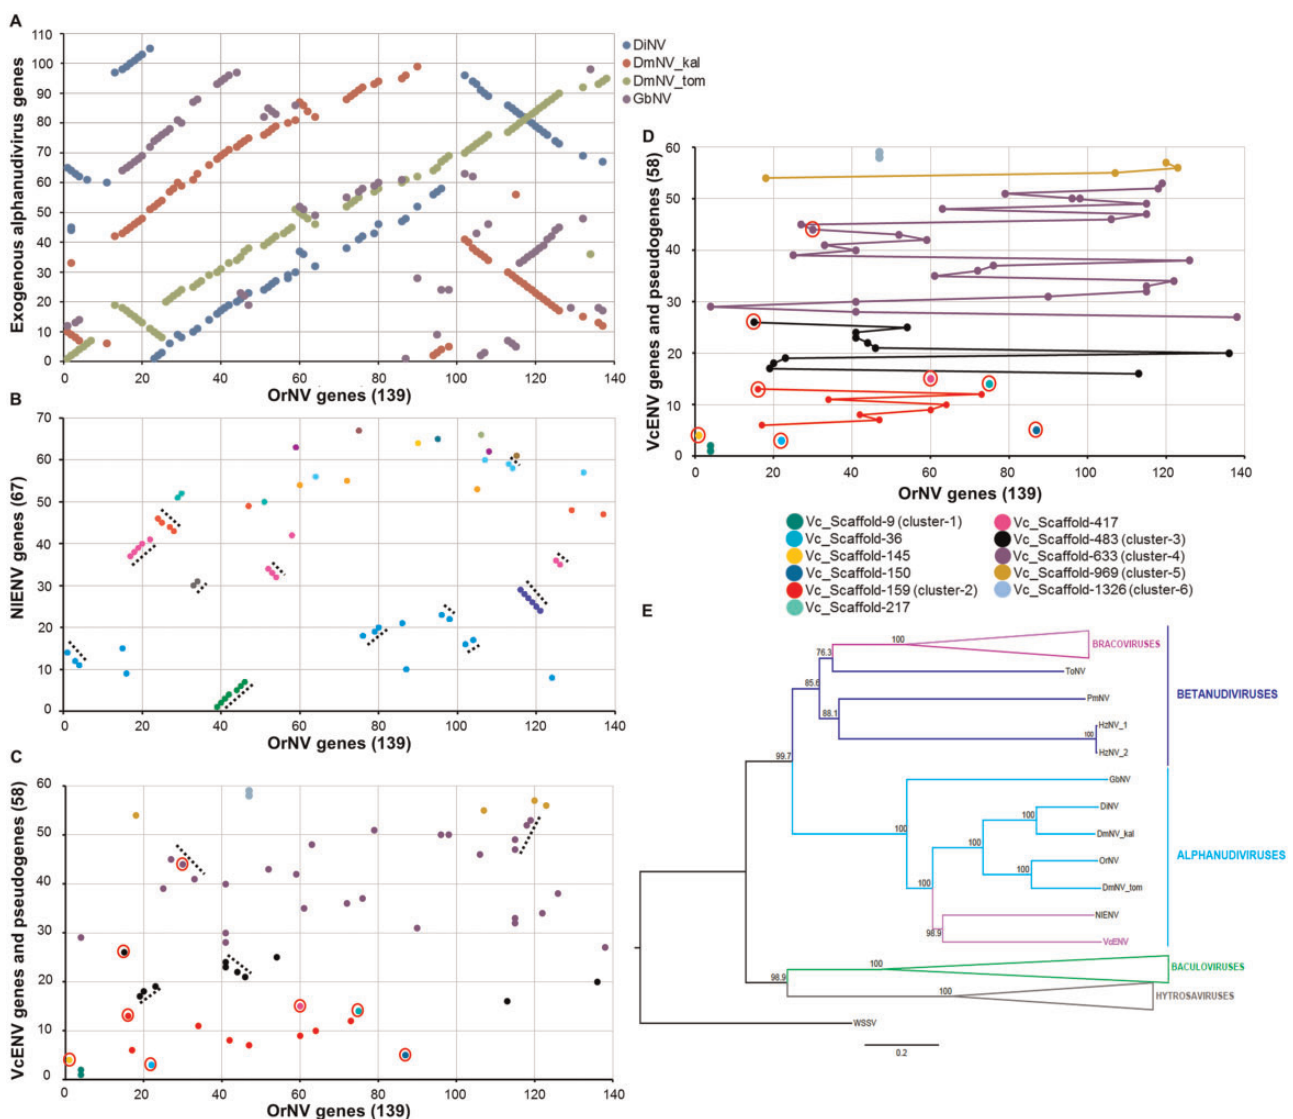 A
Exogenous alphanudivirus genes
110
100
90
80
70
60
50
40
30
20
10
0
0 20 40 60 80 100 120 140
OrNV genes (139)
DiNV
DmNV_kal
DmNV_tom
GbNV
B
NlENV genes (67)
70
60
50
40
30
20
10
0
0 20 40 60 80 100 120 140
OrNV genes (139)
C
VcENV genes and pseudogenes (58)
60
50
40
30
20
10
0
0 20 40 60 80 100 120 140
OrNV genes (139)
D
VcENV genes and pseudogenes (58)
60
50
40
30
20
10
0
0 20 40 60 80 100 120 140
OrNV genes (139)
Vc_Scaffold-9 (cluster-1)
Vc_Scaffold-36
Vc_Scaffold-145
Vc_Scaffold-150
Vc_Scaffold-159 (cluster-2)
Vc_Scaffold-217
Vc_Scaffold-417
Vc_Scaffold-483 (cluster-3)
Vc_Scaffold-633 (cluster-4)
Vc_Scaffold-969 (cluster-5)
Vc_Scaffold-1326 (cluster-6)
E
100
BRACOVIRUSES
76.3
ToNV
85.6
PmNV
88.1
HzNV_1
100
HzNV_2
BETANUDIVIRUSES
99.7
GbNV
DiNV
100
DmNV_kal
100
100
OrNV
100
DmNV_tom
100
NlENV
98.9
VcENV
ALPHANUDIVIRUSES
100
BACULOVIRUSES
98.9
100
HYTROSAVIRUSES
WSSV
0.2